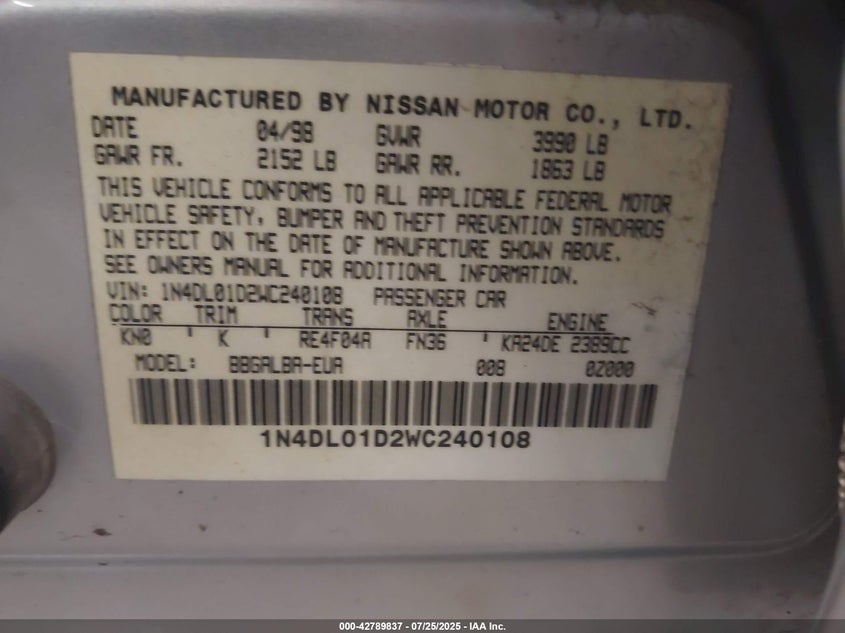 MANUFACTURED BY NISSAN MOTOR CO., LTD.
DATE 04/98 GVWR 3990 LB
GAWR FR. 2152 LB GAWR RR. 1863 LB
THIS VEHICLE CONFORMS TO ALL APPLICABLE FEDERAL MOTOR
VEHICLE SAFETY, BUMPER AND THEFT PREVENTION STANDARDS
IN EFFECT ON THE DATE OF MANUFACTURE SHOWN ABOVE.
SEE OWNERS MANUAL FOR ADDITIONAL INFORMATION.
VIN: 1N4DL01D2WC240108 PASSENGER CAR
COLOR TRIM TRANS AXLE ENGINE
KN0 ' K ' RE4F04A FN36 ' KA24DE 2389CC
MODEL: BBGALBA-EUA 008 0Z000
1N4DL01D2WC240108
000-42789837 - 07/25/2025 - IAA Inc.